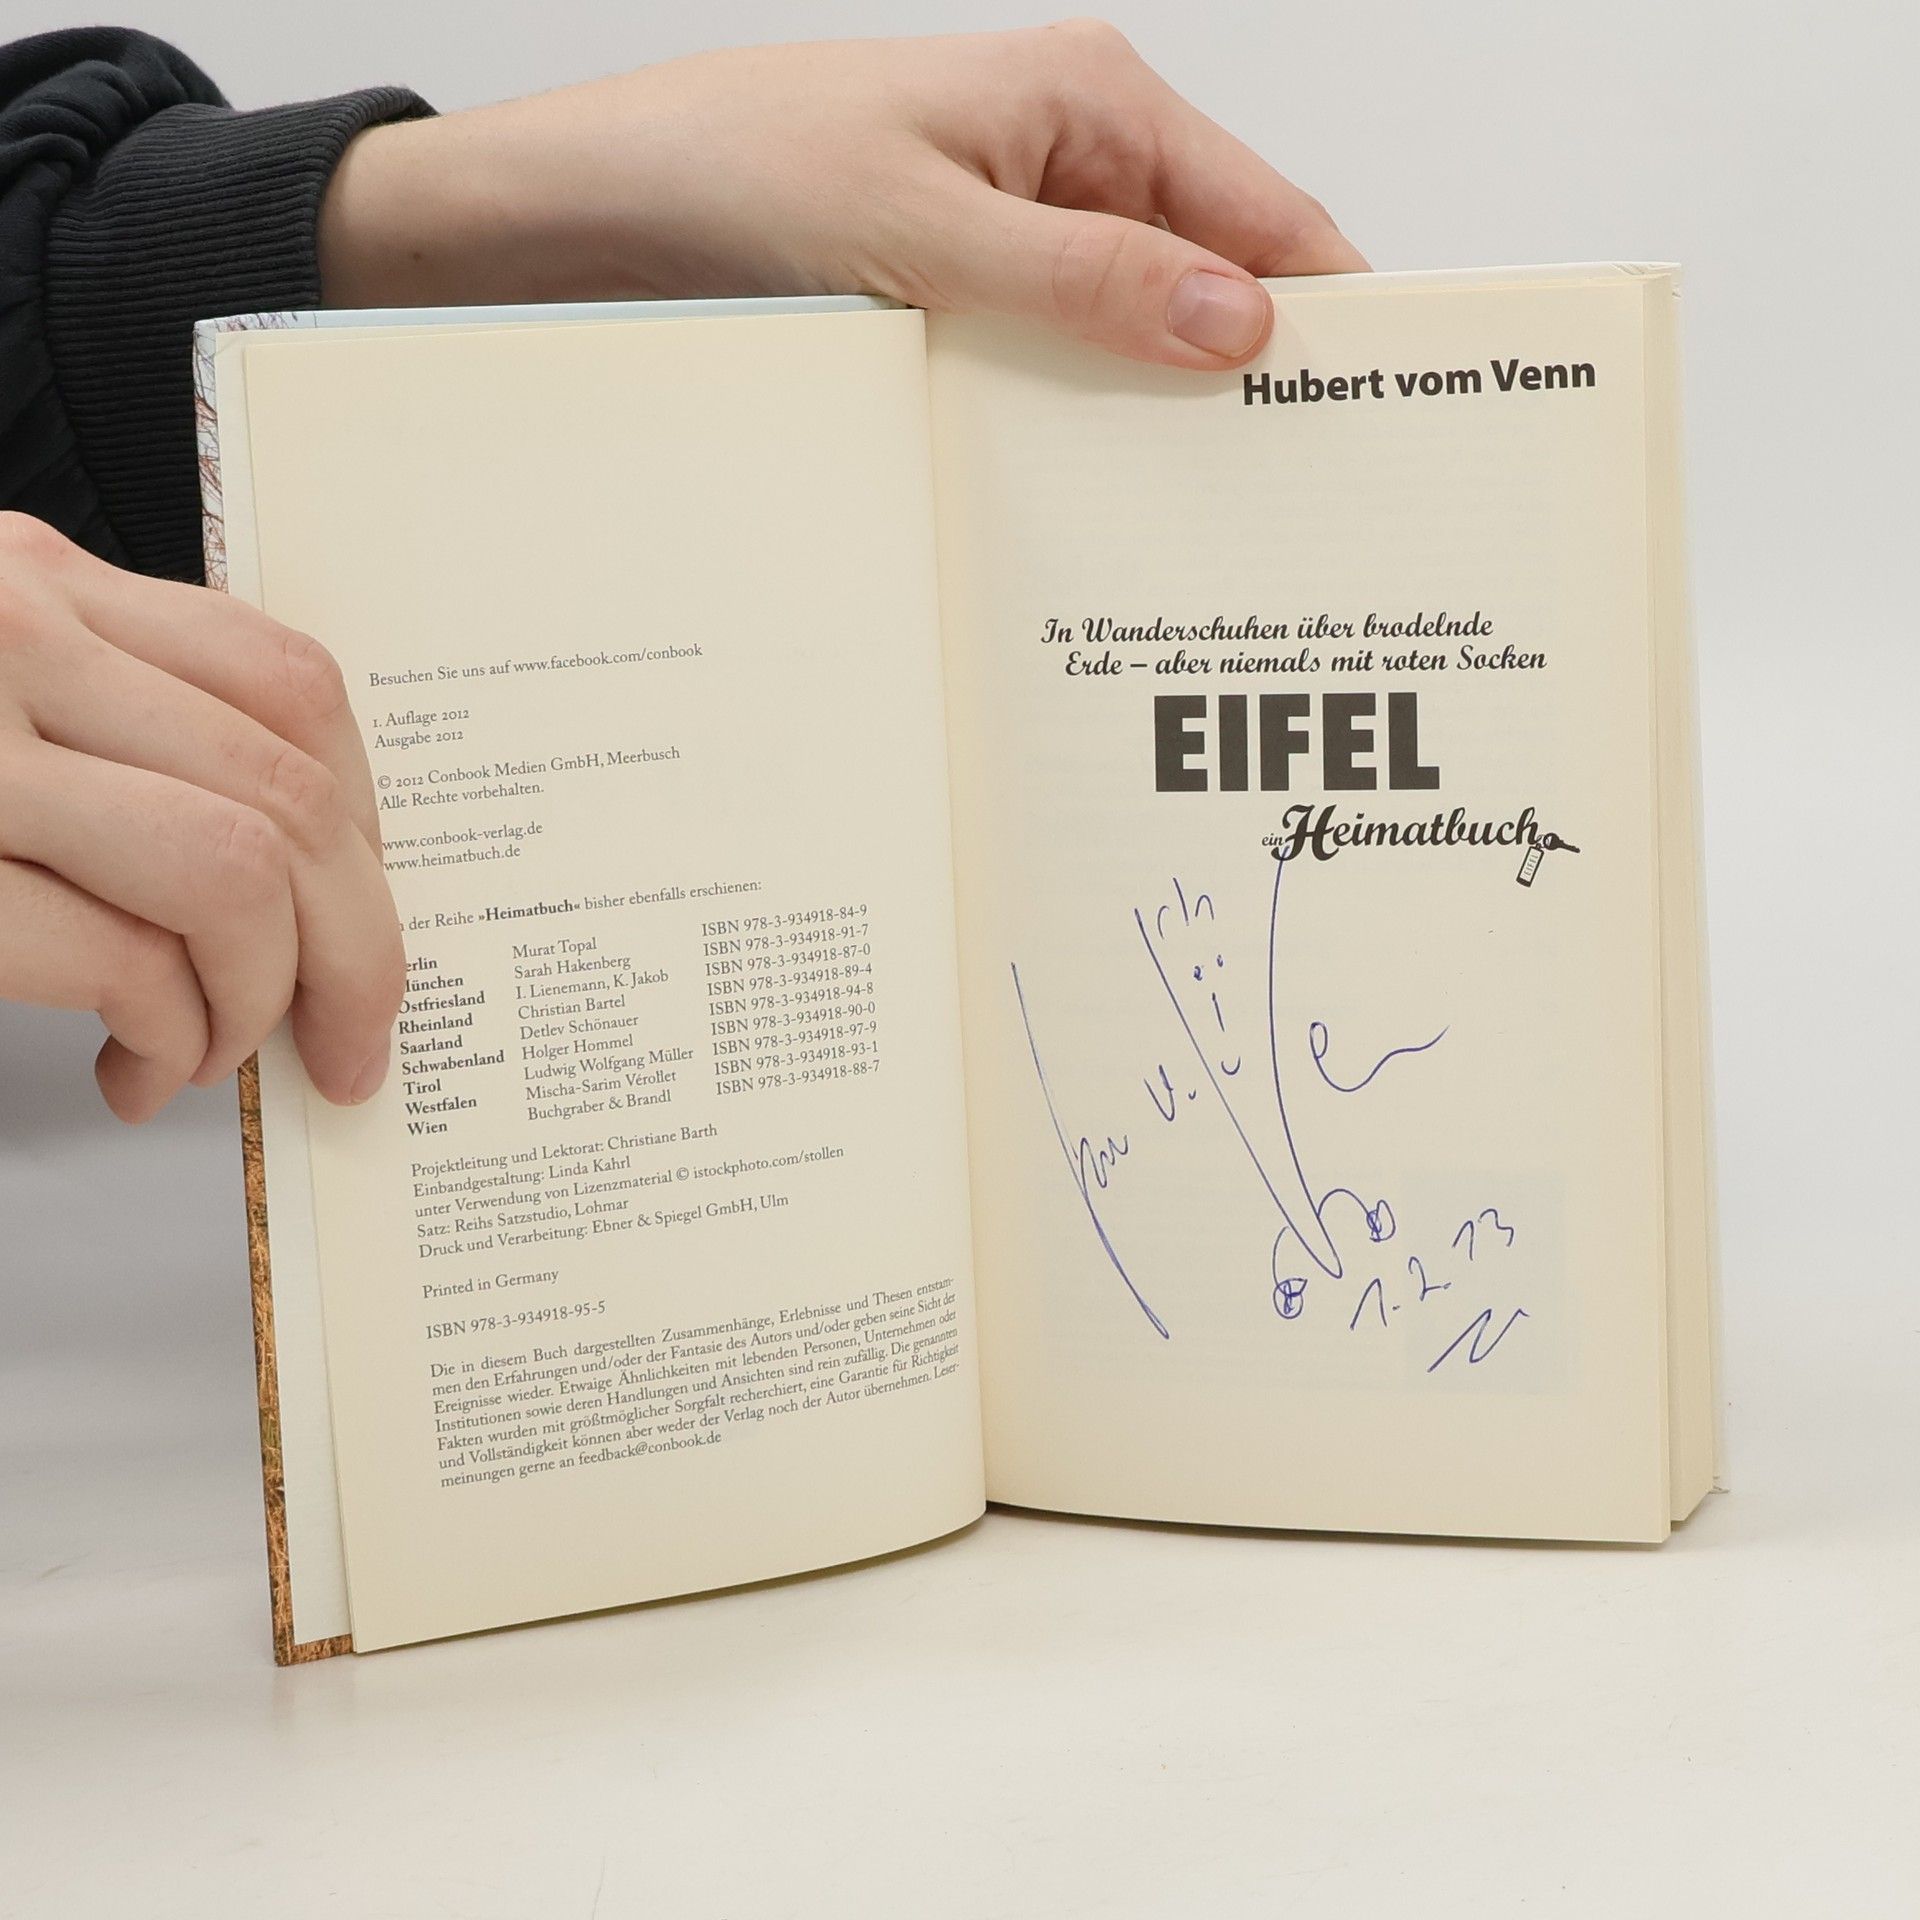 Besuchen Sie uns auf www.facebook.com/conbook
1. Auflage 2012
Ausgabe 2012
© 2012 Conbook Medien GmbH, Meerbusch
Alle Rechte vorbehalten.
www.conbook-verlag.de
www.heimatbuch.de
der Reihe »Heimatbuch« bisher ebenfalls erschienen:
erlin Murat Topal ISBN 978-3-934918-84-9
ünchen Sarah Hakenberg ISBN 978-3-934918-91-7
Ostfriesland I. Lienemann, K. Jakob ISBN 978-3-934918-87-0
Rheinland Christian Bartel ISBN 978-3-934918-89-4
Saarland Detlev Schönauer ISBN 978-3-934918-94-8
Schwabenland Holger Hommel ISBN 978-3-934918-90-0
Tirol Ludwig Wolfgang Müller ISBN 978-3-934918-97-9
Westfalen Mischa-Sarim Vérollet ISBN 978-3-934918-93-1
Wien Buchgraber & Brandl ISBN 978-3-934918-88-7
Projektleitung und Lektorat: Christiane Barth
Einbandgestaltung: Linda Kahrl
unter Verwendung von Lizenzmaterial © istockphoto.com/stollen
Satz: Reihs Satzstudio, Lohmar
Druck und Verarbeitung: Ebner & Spiegel GmbH, Ulm
Printed in Germany
ISBN 978-3-934918-95-5
Die in diesem Buch dargestellten Zusammenhänge, Erlebnisse und Thesen entstam-
men den Erfahrungen und/oder der Fantasie des Autors und/oder geben seine Sicht der
Ereignisse wieder. Etwaige Ähnlichkeiten mit lebenden Personen, Unternehmen oder
Institutionen sowie deren Handlungen und Ansichten sind rein zufällig. Die genannten
Fakten wurden mit größtmöglicher Sorgfalt recherchiert, eine Garantie für Richtigkeit
und Vollständigkeit können aber weder der Verlag noch der Autor übernehmen. Leser-
meinungen gerne an feedback@conbook.de
Hubert vom Venn
In Wanderschuhen über brodelnde
Erde – aber niemals mit roten Socken
EIFEL
ein Heimatbuch
EIFEL
1.2.13